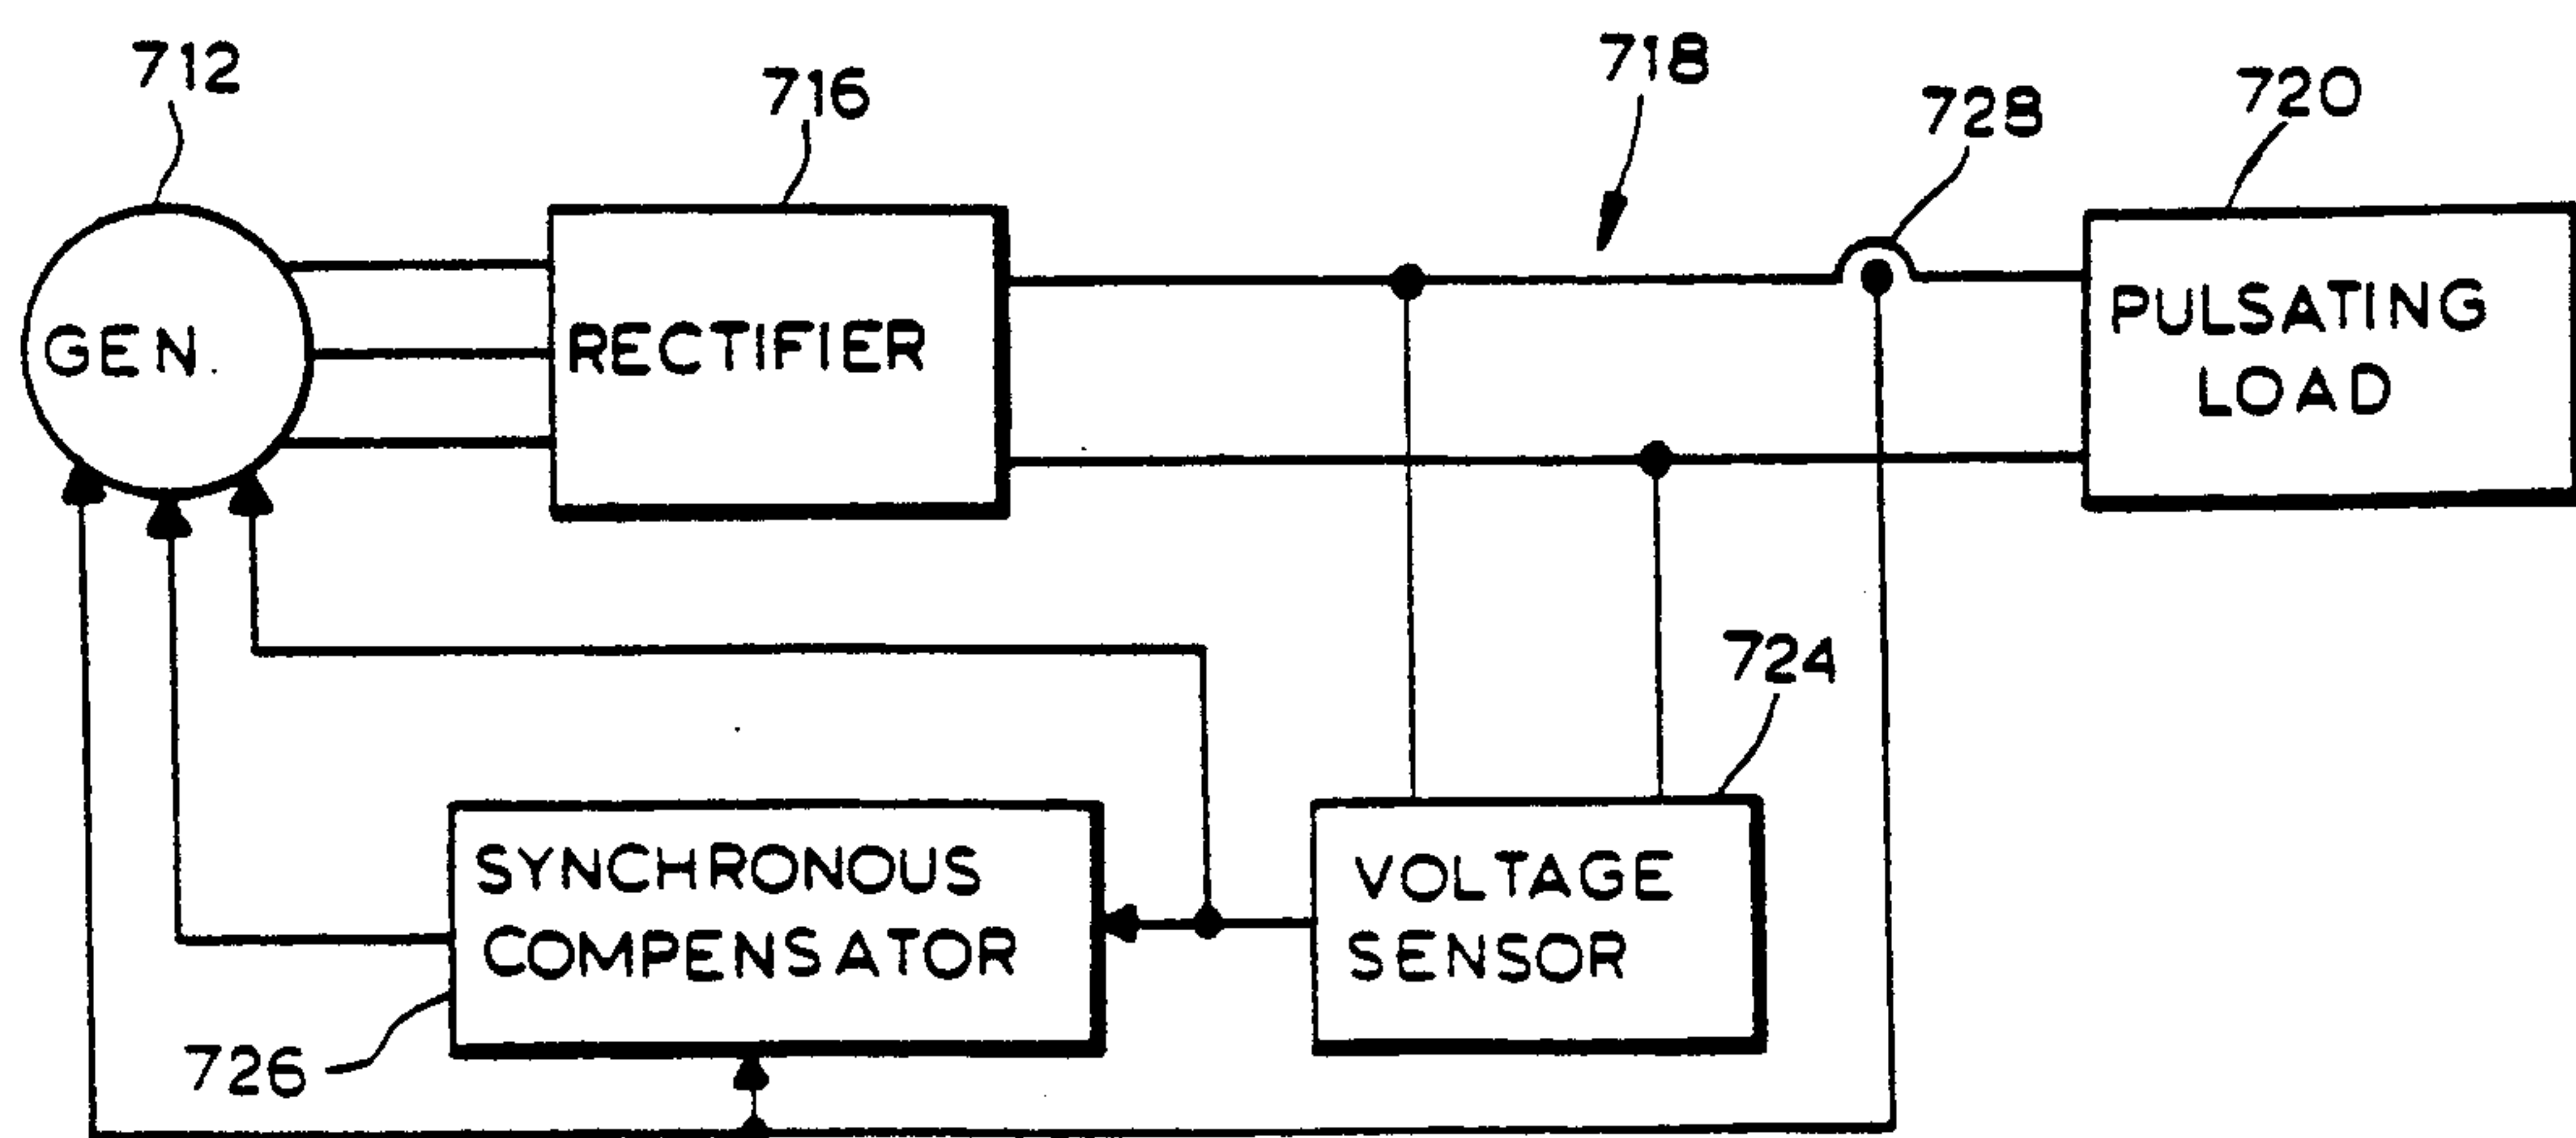 712
716
718
728
720
GEN.
RECTIFIER
PULSATING
LOAD
724
SYNCHRONOUS
COMPENSATOR
VOLTAGE
SENSOR
726